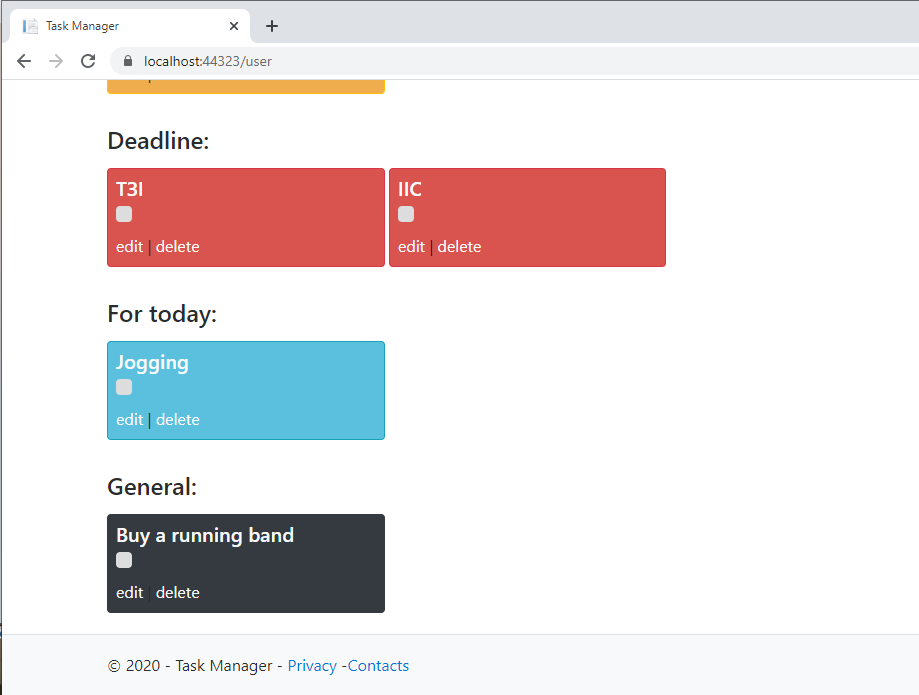 Task Manager
localhost:44323/user
Deadline:
T3I
IIC
edit | delete
edit | delete
For today:
Jogging
edit | delete
General:
Buy a running band
edit | delete
© 2020 - Task Manager - Privacy -Contacts